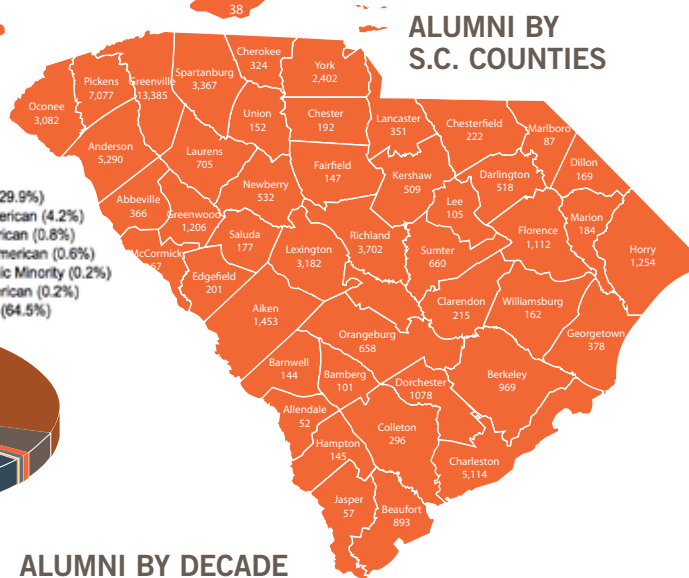 38
ALUMNI BY
S.C. COUNTIES
Cherokee
324
York
2,402
Spartanburg
3,367
Greenville
13,385
Pickens
7,077
Oconee
3,082
Union
152
Chester
192
Lancaster
351
Chesterfield
222
Marlboro
87
Dillon
169
Anderson
5,290
Laurens
705
Fairfield
147
Kershaw
509
Darlington
518
Newberry
532
Lee
105
29.9%)
erican (4.2%)
rican (0.8%)
merican (0.6%)
ic Minority (0.2%)
erican (0.2%)
(64.5%)
Abbeville
366
Greenwood
1,206
Saluda
177
Lexington
3,182
Richland
3,702
Sumter
660
Florence
1,112
Marion
184
Horry
1,254
McCormick
67
Edgefield
201
Aiken
1,453
Clarendon
215
Williamsburg
162
Georgetown
378
Orangeburg
658
Barnwell
144
Bamberg
101
Dorchester
1078
Berkeley
969
Allendale
52
Colleton
296
Hampton
145
Charleston
5,114
Jasper
57
Beaufort
893
ALUMNI BY DECADE